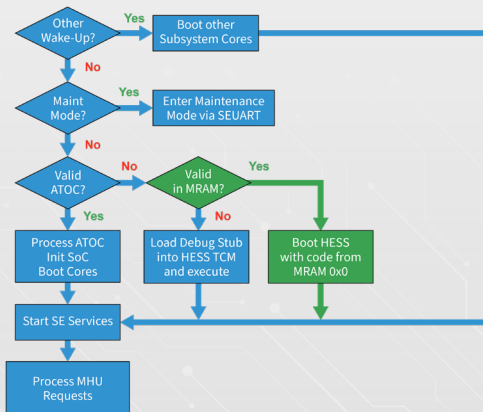 Other
Wake-Up?
Yes
Boot other
Subsystem Cores
No
Maint
Mode?
Yes
Enter Maintenance
Mode via SEUART
No
Valid
ATOC?
No
Valid
in MRAM?
Yes
Yes
No
Process ATOC
Init SoC
Boot Cores
Load Debug Stub
into HESS TCM
and execute
Boot HESS
with code from
MRAM 0x0
Start SE Services
Process MHU
Requests